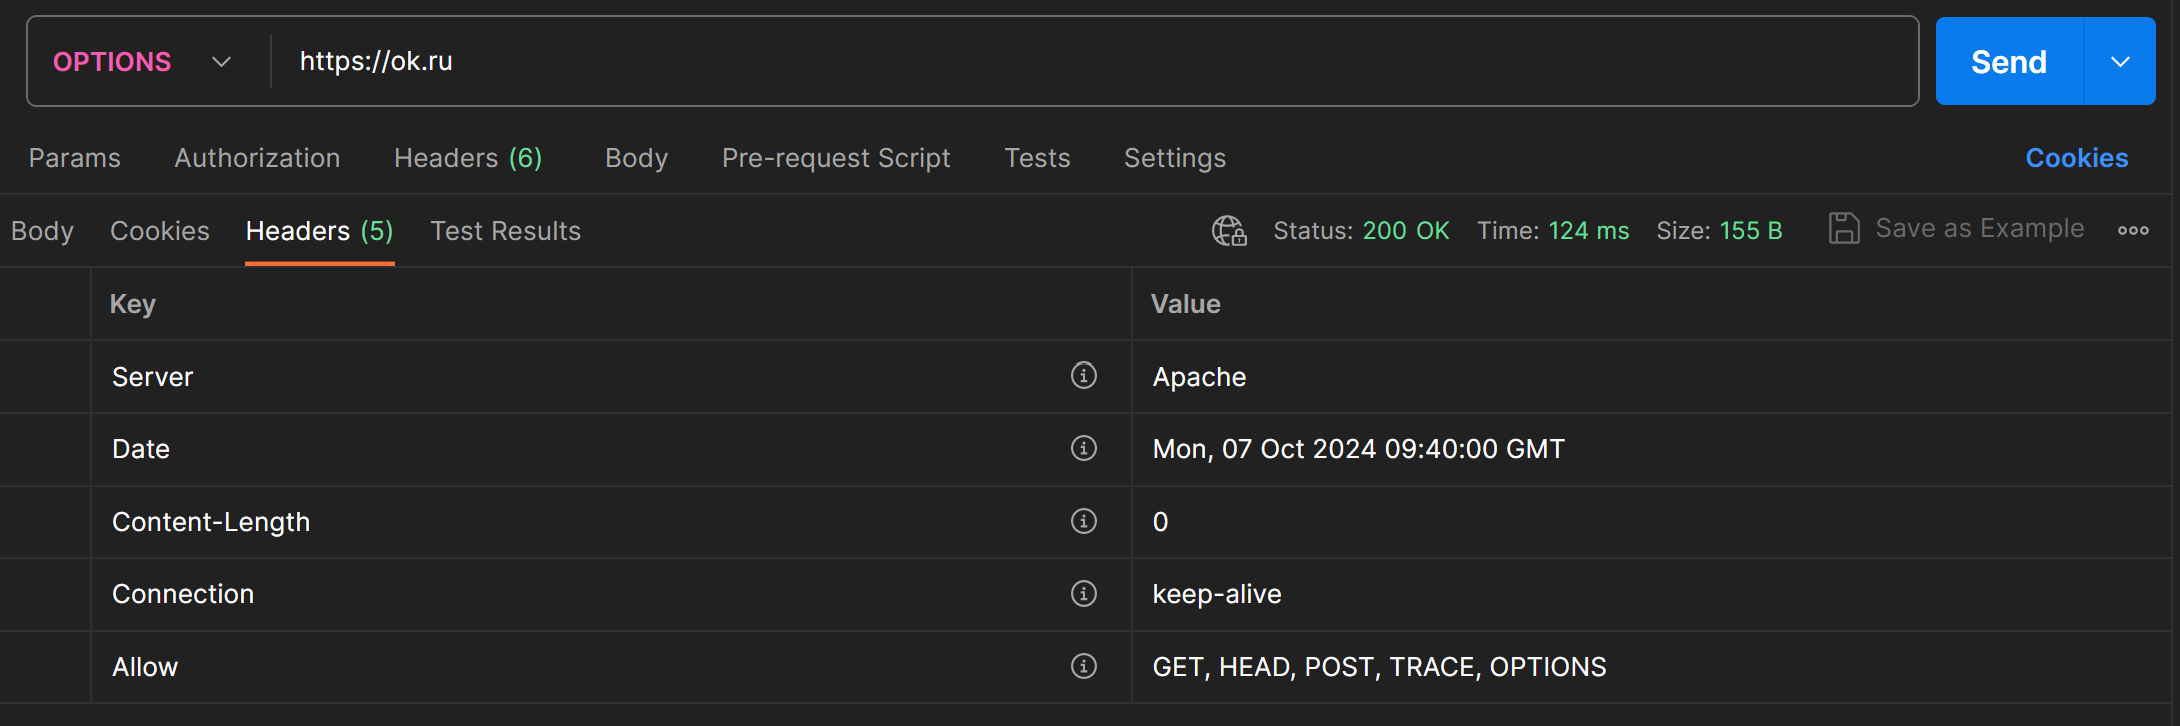 OPTIONS https://ok.ru Send
Params Authorization Headers (6) Body Pre-request Script Tests Settings Cookies
Body Cookies Headers (5) Test Results Status: 200 OK Time: 124 ms Size: 155 B Save as Example
Key Value
Server Apache
Date Mon, 07 Oct 2024 09:40:00 GMT
Content-Length 0
Connection keep-alive
Allow GET, HEAD, POST, TRACE, OPTIONS